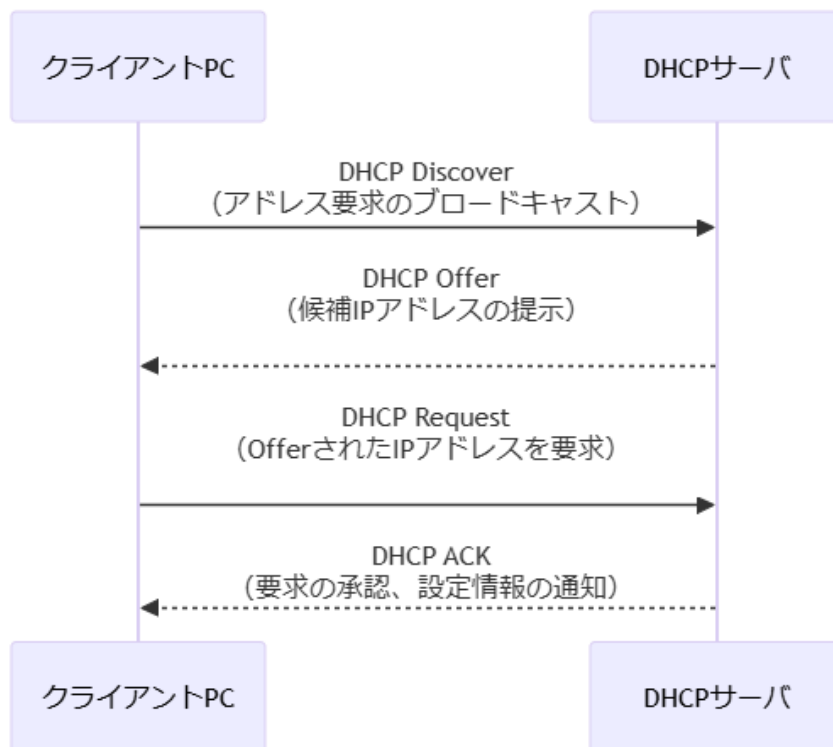 クライアントPC
DHCPサーバ
DHCP Discover
（アドレス要求のブロードキャスト）
DHCP Offer
（候補IPアドレスの提示）
DHCP Request
（OfferされたIPアドレスを要求）
DHCP ACK
（要求の承認、設定情報の通知）
クライアントPC
DHCPサーバ